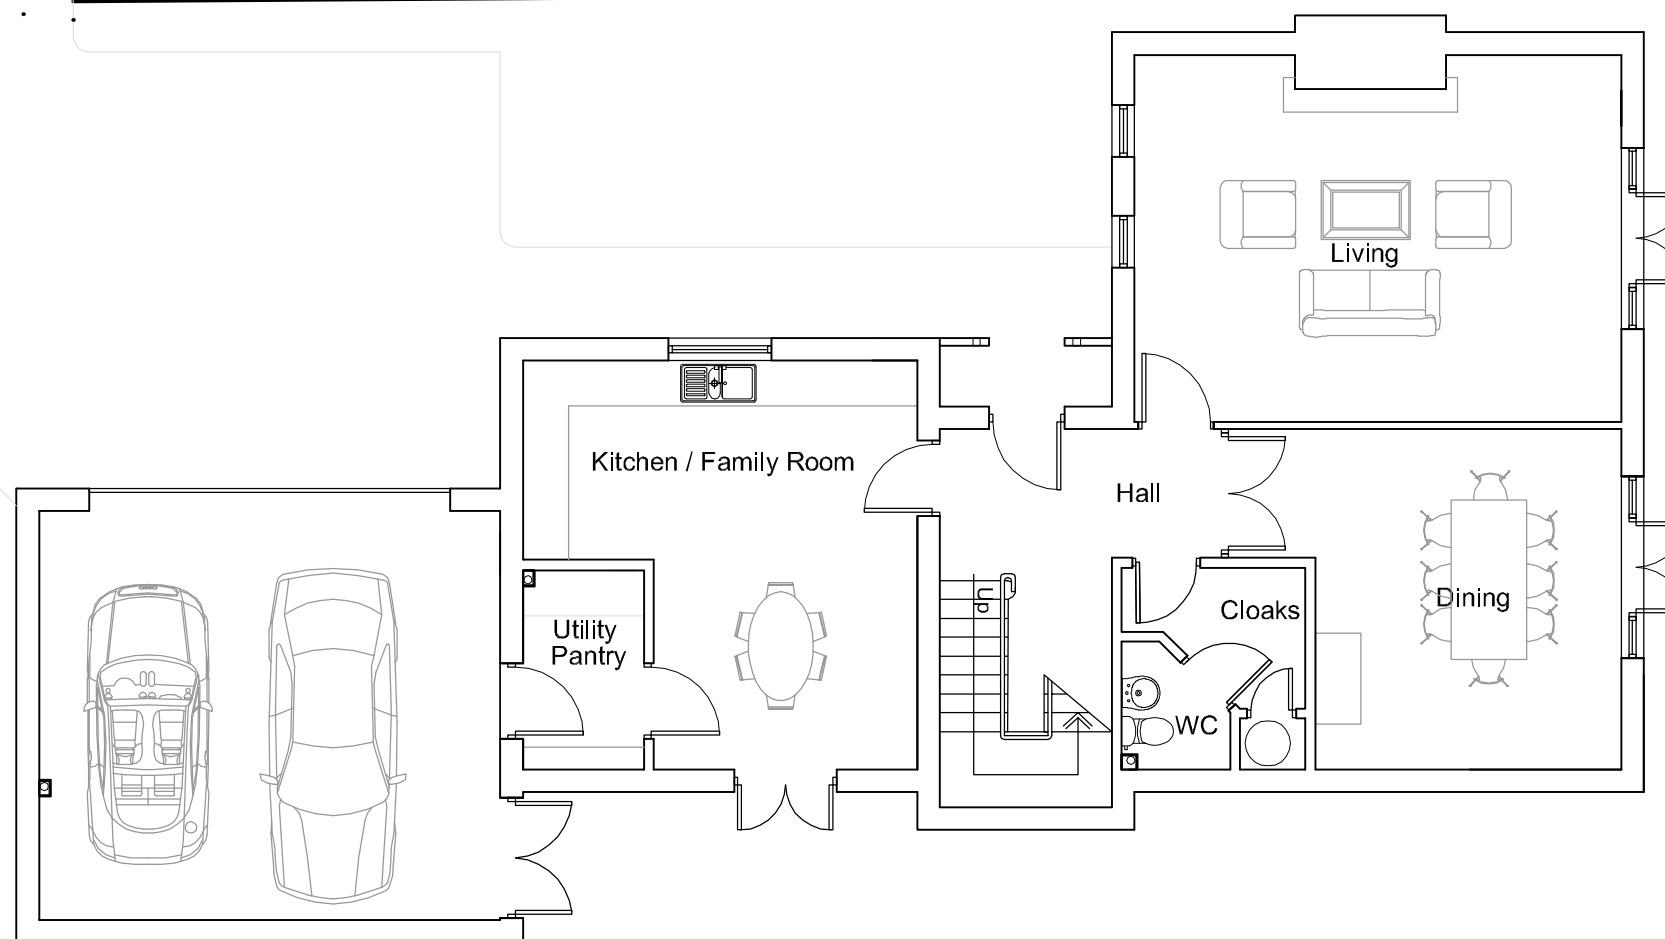 Living
Kitchen / Family Room
Hall
Up
Dining
Cloaks
Utility
Pantry
WC